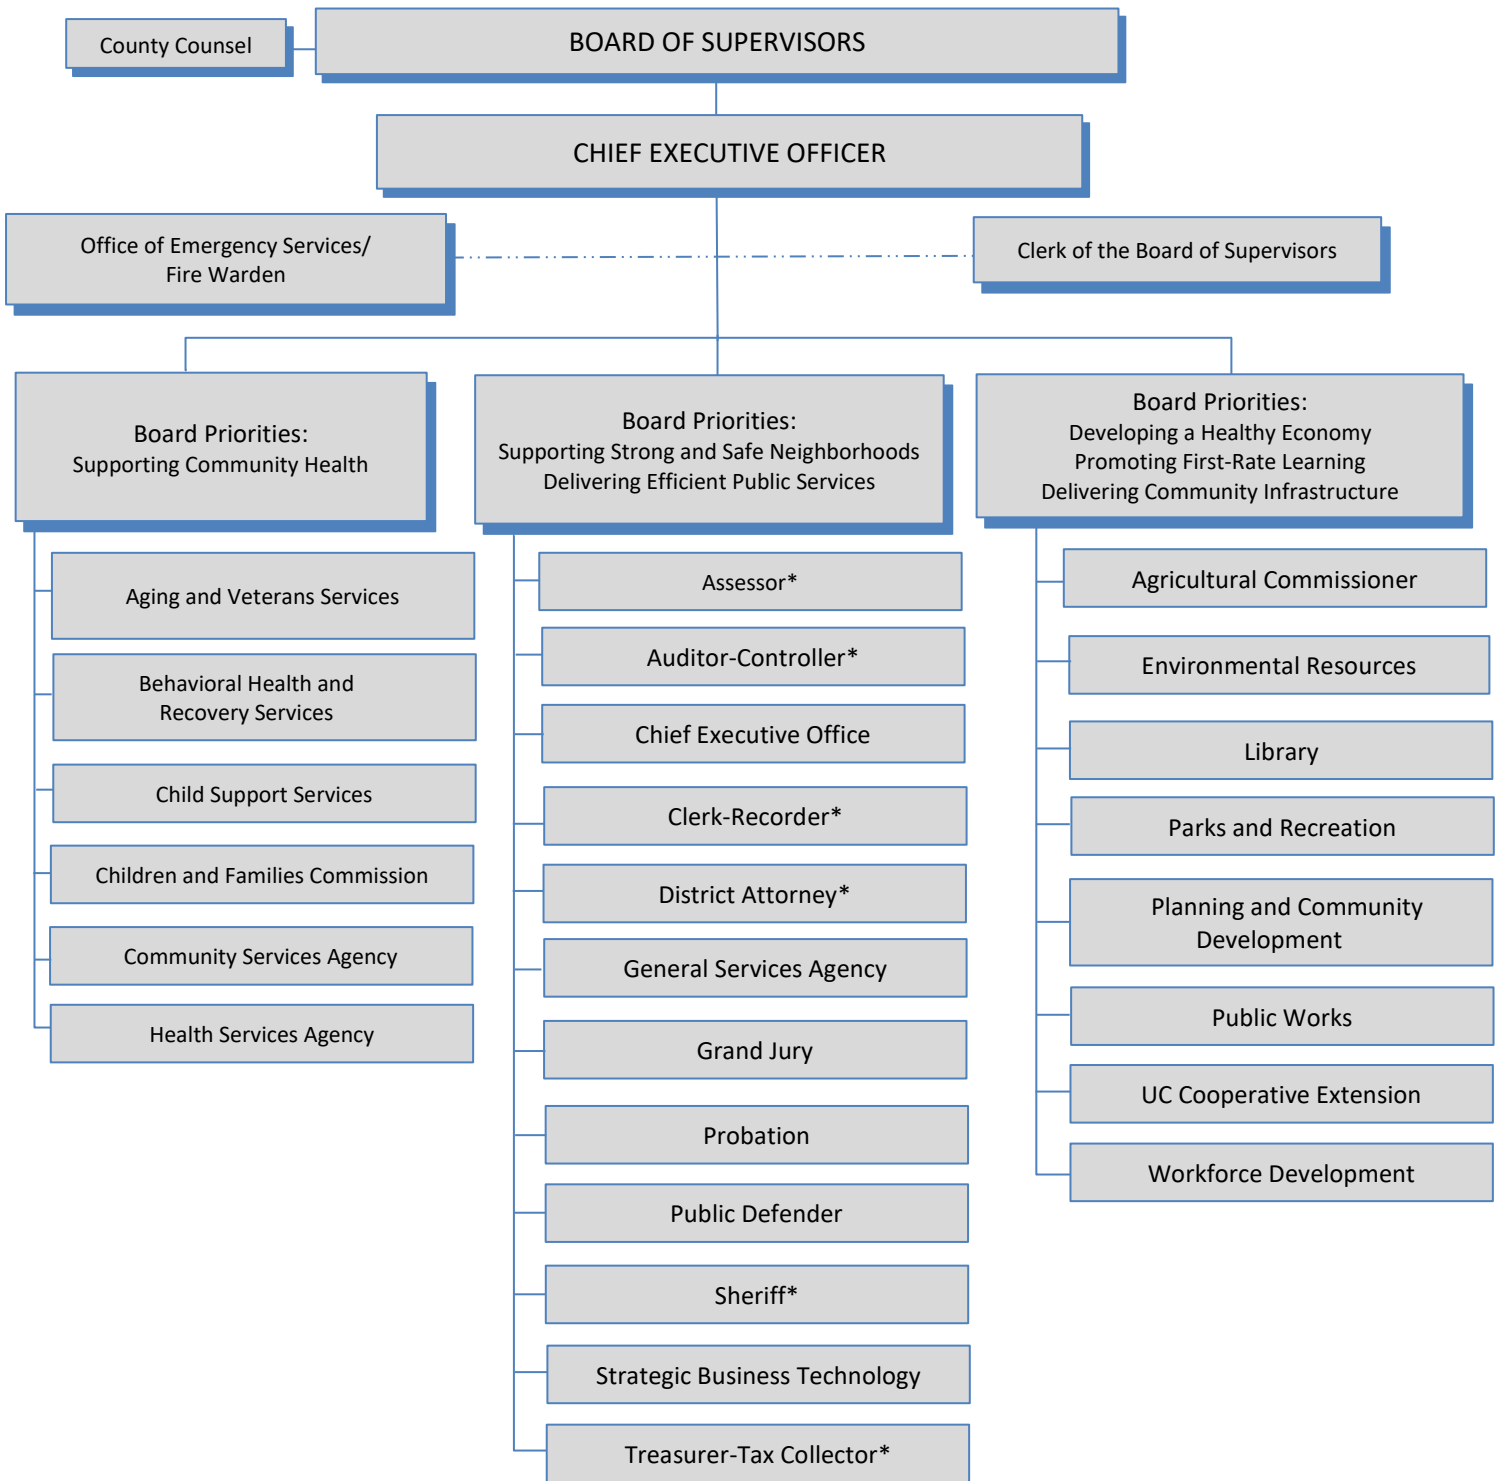 County Counsel
BOARD OF SUPERVISORS
CHIEF EXECUTIVE OFFICER
Office of Emergency Services/
Fire Warden
Clerk of the Board of Supervisors
Board Priorities:
Supporting Community Health
Aging and Veterans Services
Behavioral Health and
Recovery Services
Child Support Services
Children and Families Commission
Community Services Agency
Health Services Agency
Board Priorities:
Supporting Strong and Safe Neighborhoods
Delivering Efficient Public Services
Assessor*
Auditor-Controller*
Chief Executive Office
Clerk-Recorder*
District Attorney*
General Services Agency
Grand Jury
Probation
Public Defender
Sheriff*
Strategic Business Technology
Treasurer-Tax Collector*
Board Priorities:
Developing a Healthy Economy
Promoting First-Rate Learning
Delivering Community Infrastructure
Agricultural Commissioner
Environmental Resources
Library
Parks and Recreation
Planning and Community
Development
Public Works
UC Cooperative Extension
Workforce Development